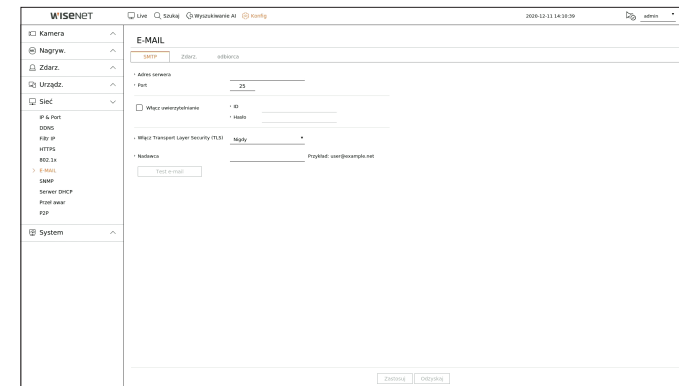 WISENET
Live Szukaj Wyszukiwanie AI Konfig
2020-12-11 14:10:39
admin
Kamera
Nagryw.
Zdarz.
Urządz.
Sieć
IP & Port
DDNS
Filtr IP
HTTPS
802.1x
E-MAIL
SNMP
Serwer DHCP
Przeł awar
P2P
System
E-MAIL
SMTP Zdarz. odbiorca
Adres serwera
Port 25
Włącz uwierzytelnianie
ID
Hasło
Włącz Transport Layer Security (TLS) Nigdy
Nadawca Przykład: user@example.net
Test e-mail
Zastosuj Odzyskaj